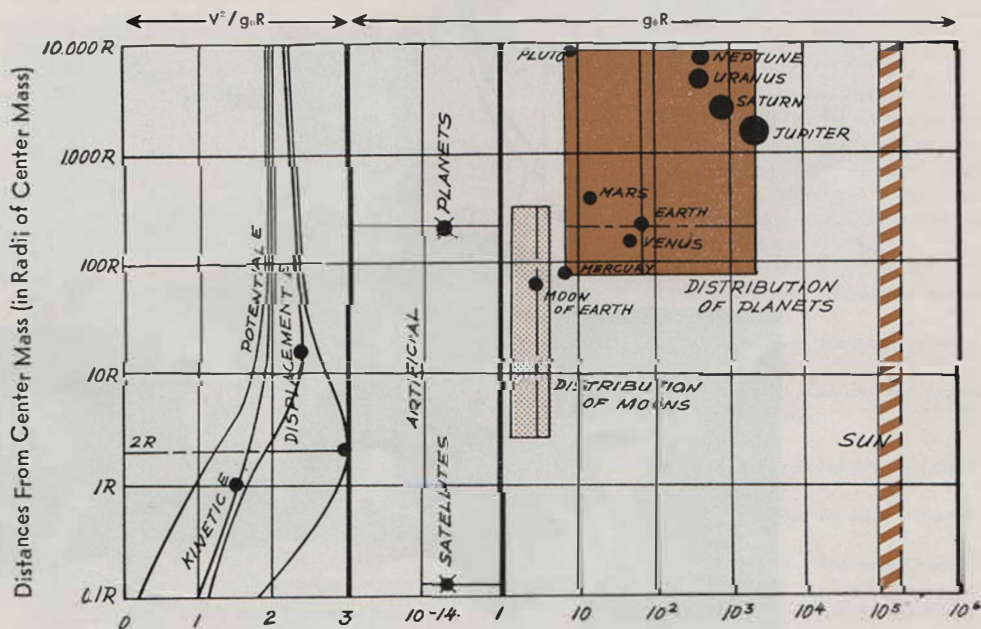 V²/g₀R
g₀R
Distances From Center Mass (in Radii of Center Mass)
10.000R
1.000R
100R
10R
2R
1R
0.1R
POTENTIAL E
DISPLACEMENT
KINETIC E
ARTIFICIAL
PLANETS
SATELLITES
PLUTO
NEPTUNE
URANUS
SATURN
JUPITER
MARS
EARTH
VENUS
MERCURY
MOON
OF EARTH
DISTRIBUTION
OF PLANETS
DISTRIBUTION
OF MOONS
SUN
0 1 2 3 10-14. 1 10 10² 10³ 10⁴ 10⁵ 10⁶